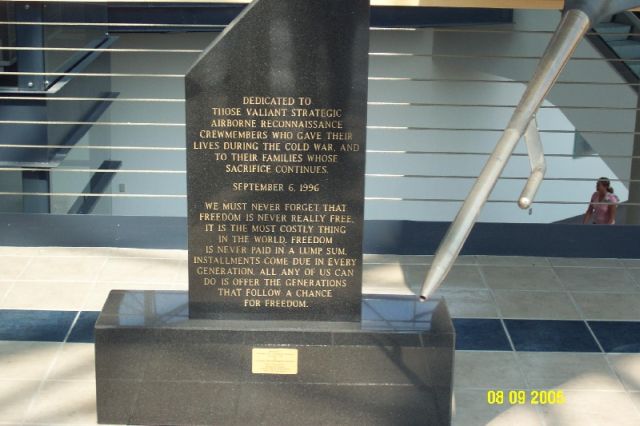 DEDICATED TO
THOSE VALIANT STRATEGIC
AIRBORNE RECONNAISSANCE
CREWMEMBERS WHO GAVE THEIR
LIVES DURING THE COLD WAR, AND
TO THEIR FAMILIES WHOSE
SACRIFICE CONTINUES.
SEPTEMBER 6, 1996
WE MUST NEVER FORGET THAT
FREEDOM IS NEVER REALLY FREE.
IT IS THE MOST COSTLY THING
IN THE WORLD. FREEDOM
IS NEVER PAID IN A LUMP SUM.
INSTALLMENTS COME DUE IN EVERY
GENERATION. ALL ANY OF US CAN
DO IS OFFER THE GENERATIONS
THAT FOLLOW A CHANCE
FOR FREEDOM.
08 09 2005